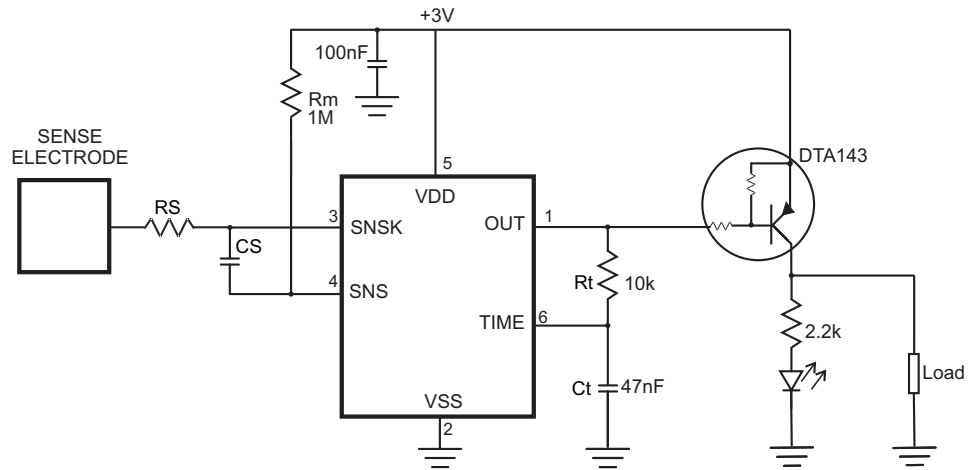 +3V
100nF
Rm
1M
SENSE
ELECTRODE
DTA143
5
VDD
RS
3
SNSK
OUT
1
CS
4
SNS
Rt
10k
TIME
6
2.2k
Ct
47nF
Load
VSS
2